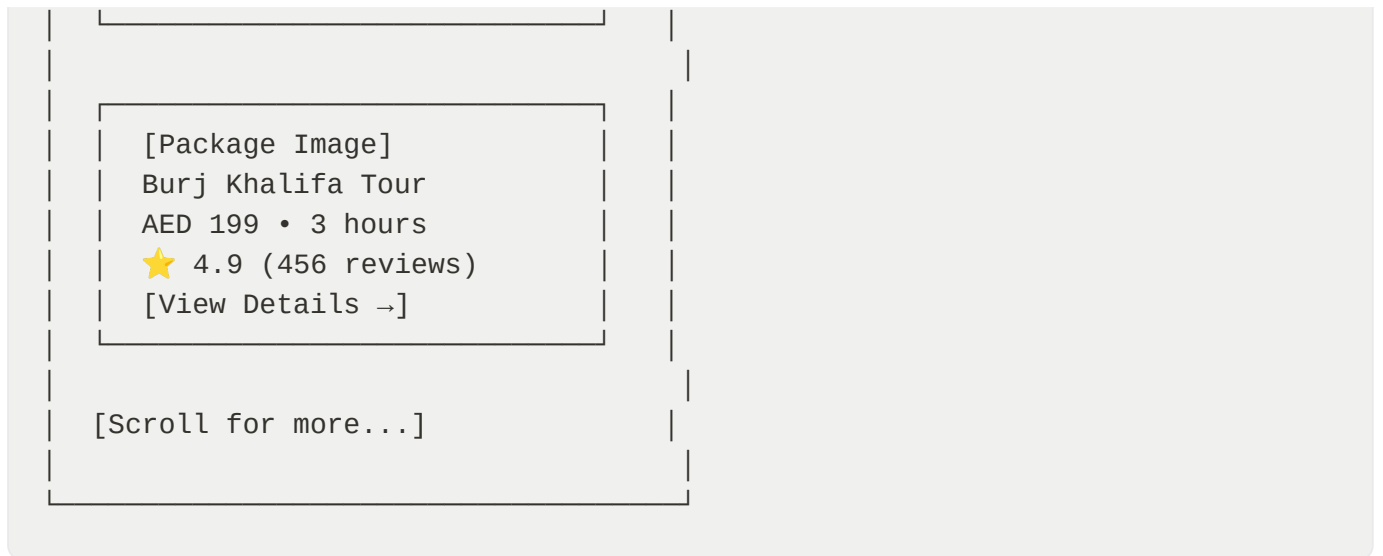 [Package Image]
Burj Khalifa Tour
AED 199 • 3 hours
⭐ 4.9 (456 reviews)
[View Details →]
[Scroll for more...]